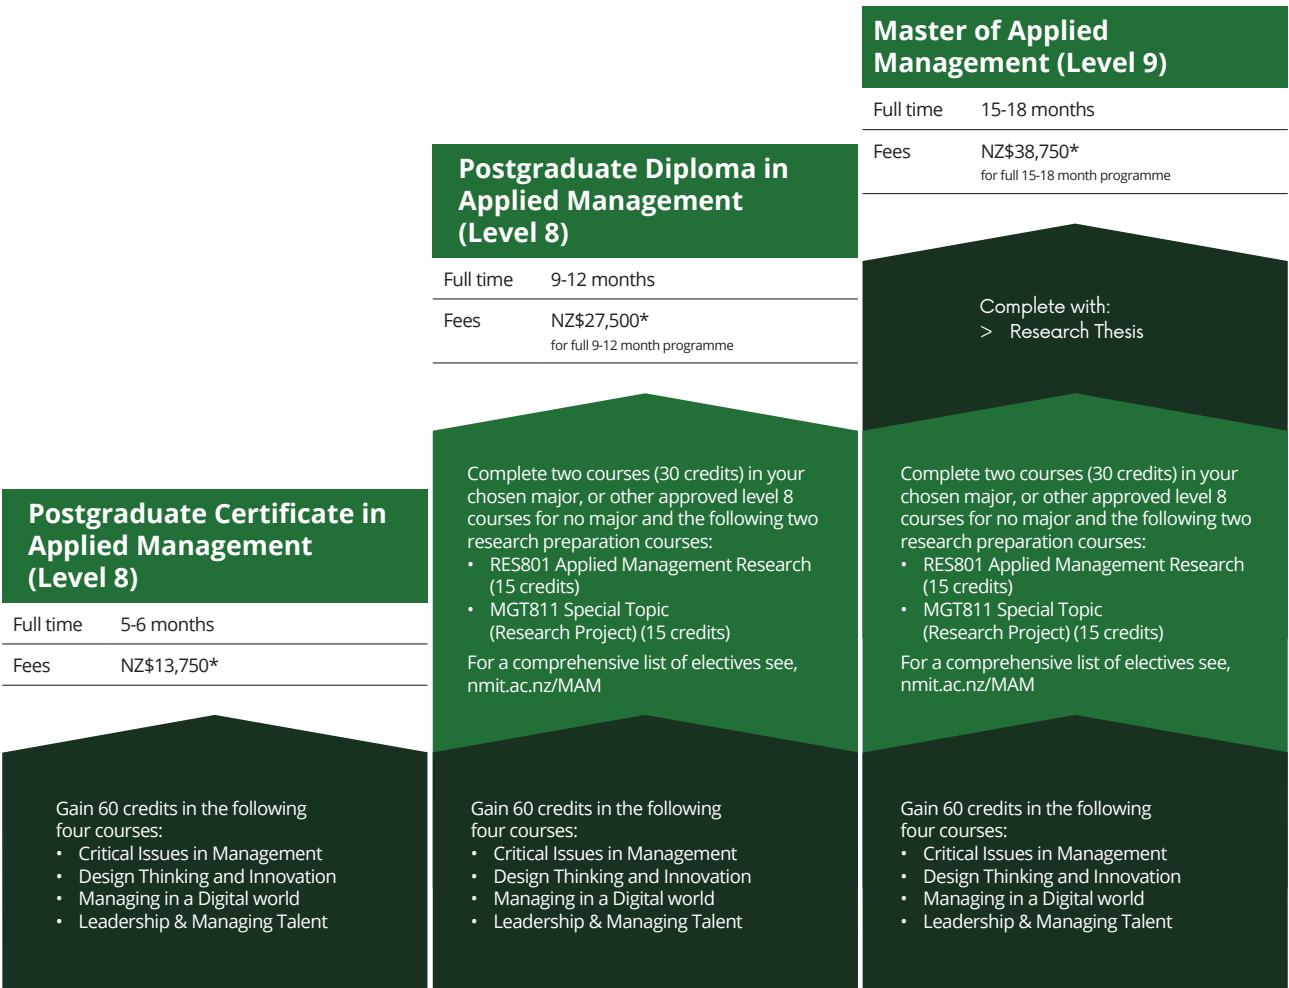 Master of Applied
Management (Level 9)
Full time 15-18 months
Fees NZ$38,750*
for full 15-18 month programme
Complete with:
> Research Thesis
Complete two courses (30 credits) in your
chosen major, or other approved level 8
courses for no major and the following two
research preparation courses:
• RES801 Applied Management Research
(15 credits)
• MGT811 Special Topic
(Research Project) (15 credits)
For a comprehensive list of electives see,
nmit.ac.nz/MAM
Gain 60 credits in the following
four courses:
• Critical Issues in Management
• Design Thinking and Innovation
• Managing in a Digital world
• Leadership & Managing Talent
Postgraduate Diploma in
Applied Management
(Level 8)
Full time 9-12 months
Fees NZ$27,500*
for full 9-12 month programme
Complete two courses (30 credits) in your
chosen major, or other approved level 8
courses for no major and the following two
research preparation courses:
• RES801 Applied Management Research
(15 credits)
• MGT811 Special Topic
(Research Project) (15 credits)
For a comprehensive list of electives see,
nmit.ac.nz/MAM
Gain 60 credits in the following
four courses:
• Critical Issues in Management
• Design Thinking and Innovation
• Managing in a Digital world
• Leadership & Managing Talent
Postgraduate Certificate in
Applied Management
(Level 8)
Full time 5-6 months
Fees NZ$13,750*
Gain 60 credits in the following
four courses:
• Critical Issues in Management
• Design Thinking and Innovation
• Managing in a Digital world
• Leadership & Managing Talent